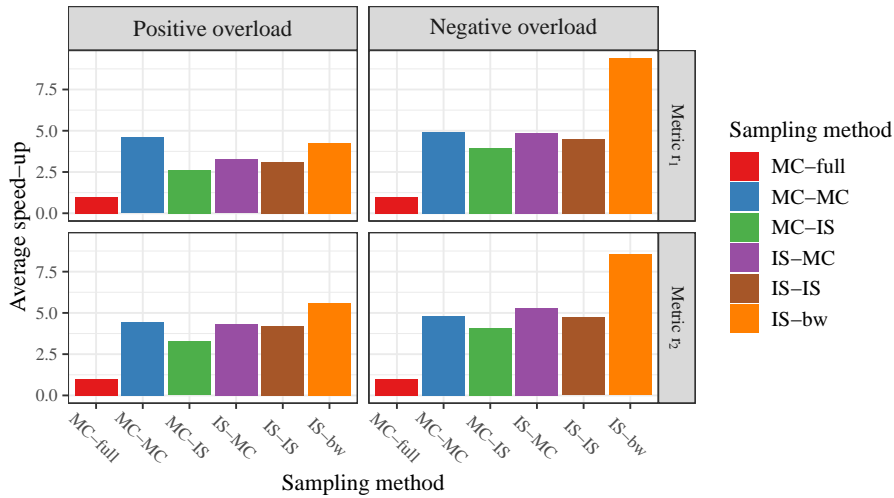 Positive overload
Negative overload
Average speed−up
7.5
5.0
2.5
0.0
Metric r₁
7.5
5.0
2.5
0.0
Metric r₂
MC−full
MC−MC
MC−IS
IS−MC
IS−IS
IS−bw
MC−full
MC−MC
MC−IS
IS−MC
IS−IS
IS−bw
Sampling method
Sampling method
MC−full
MC−MC
MC−IS
IS−MC
IS−IS
IS−bw